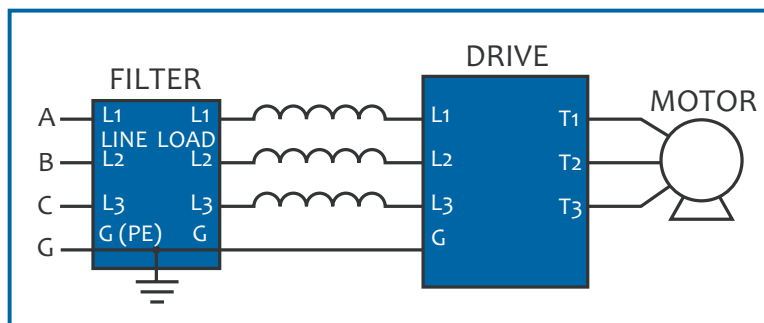 FILTER
DRIVE
MOTOR
A L1 L1 L1 T1
LINE LOAD
B L2 L2 L2 T2
C L3 L3 L3 T3
G G (PE) G G